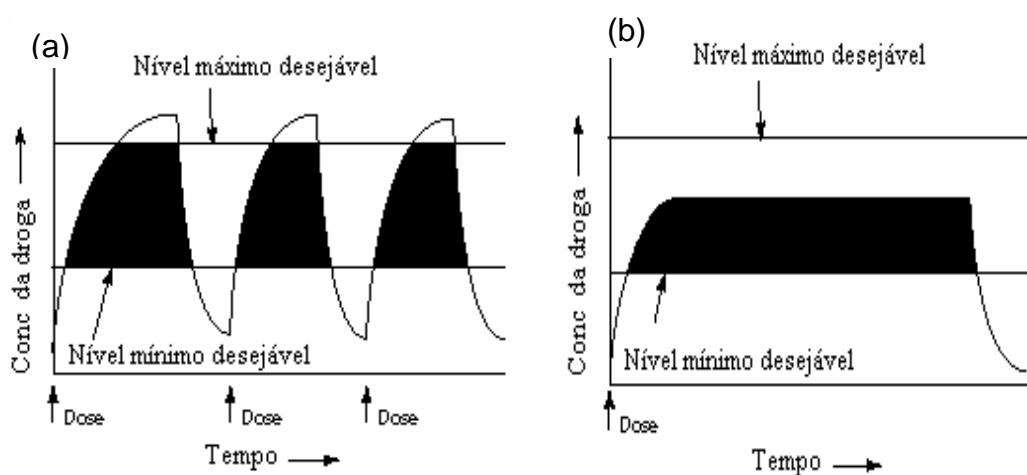 (a)
Nível máximo desejável
Conc da droga
Nível mínimo desejável
Dose
Dose
Dose
Tempo
(b)
Nível máximo desejável
Conc da droga
Nível mínimo desejável
Dose
Tempo